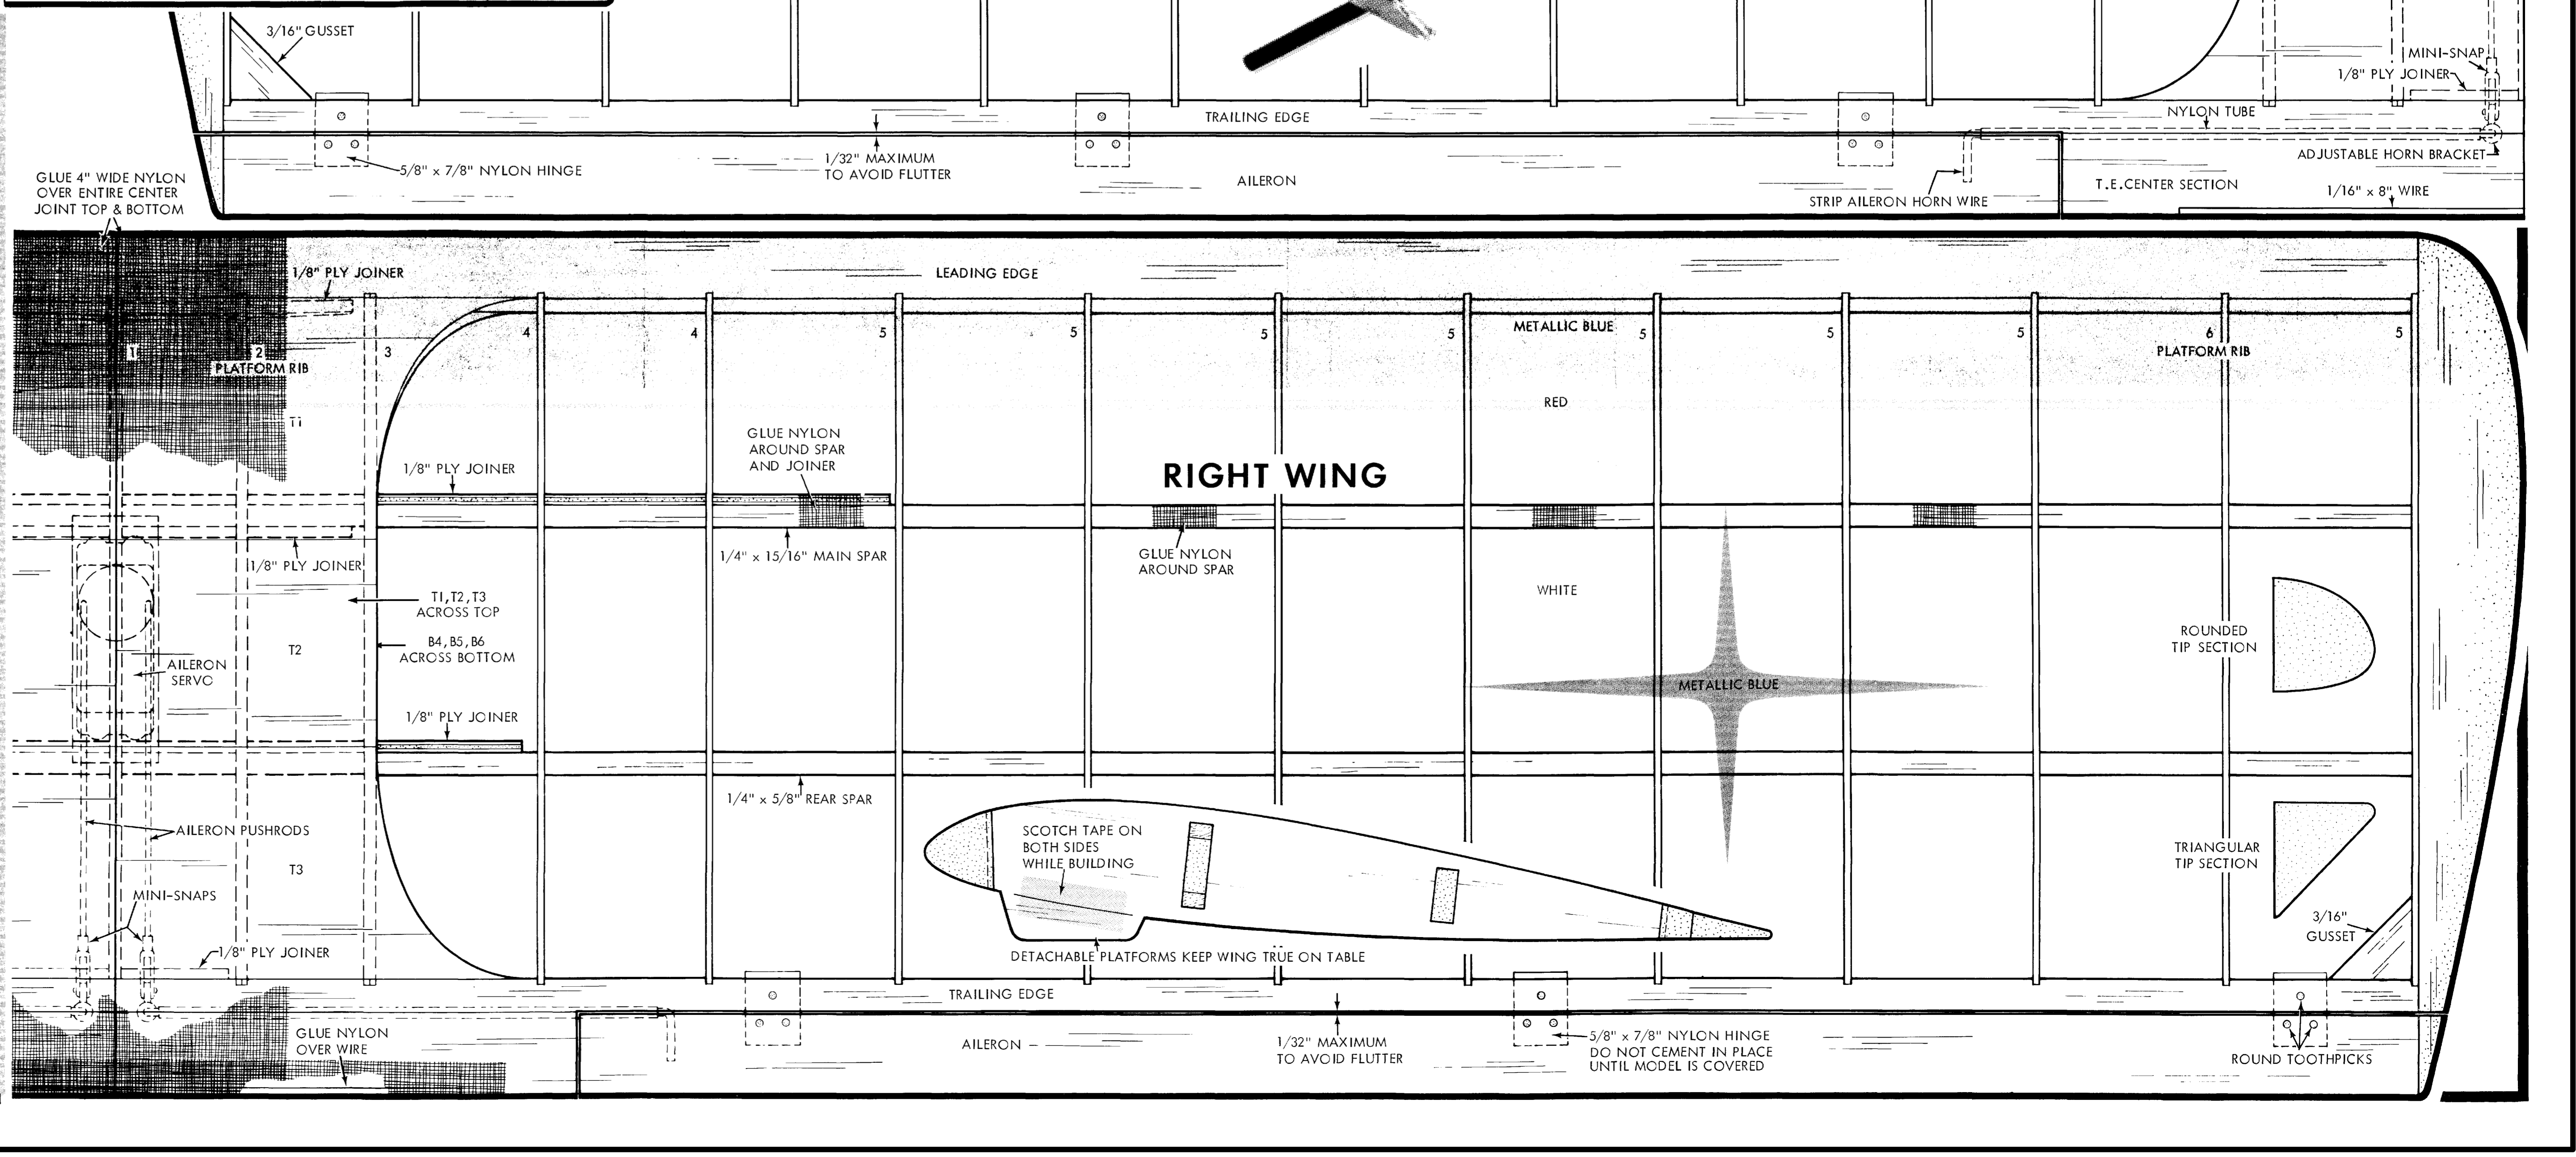 3/16" GUSSET
MINI-SNAP
1/8" PLY JOINER
TRAILING EDGE
NYLON TUBE
5/8" x 7/8" NYLON HINGE
1/32" MAXIMUM
TO AVOID FLUTTER
AILERON
ADJUSTABLE HORN BRACKET
T.E.CENTER SECTION
STRIP AILERON HORN WIRE
1/16" x 8" WIRE
GLUE 4" WIDE NYLON
OVER ENTIRE CENTER
JOINT TOP & BOTTOM
1/8" PLY JOINER
LEADING EDGE
1
2
PLATFORM RIB
3
4
4
5
5
5
5
METALLIC BLUE
5
5
5
6
PLATFORM RIB
5
T1
RED
GLUE NYLON
AROUND SPAR
AND JOINER
1/8" PLY JOINER
RIGHT WING
1/4" x 15/16" MAIN SPAR
GLUE NYLON
AROUND SPAR
1/8" PLY JOINER
WHITE
T1,T2,T3
ACROSS TOP
B4,B5,B6
ACROSS BOTTOM
T2
AILERON
SERVO
ROUNDED
TIP SECTION
METALLIC BLUE
1/8" PLY JOINER
1/4" x 5/8" REAR SPAR
AILERON PUSHRODS
SCOTCH TAPE ON
BOTH SIDES
WHILE BUILDING
TRIANGULAR
TIP SECTION
T3
MINI-SNAPS
3/16"
GUSSET
1/8" PLY JOINER
DETACHABLE PLATFORMS KEEP WING TRUE ON TABLE
TRAILING EDGE
GLUE NYLON
OVER WIRE
AILERON
1/32" MAXIMUM
TO AVOID FLUTTER
5/8" x 7/8" NYLON HINGE
DO NOT CEMENT IN PLACE
UNTIL MODEL IS COVERED
ROUND TOOTHPICKS